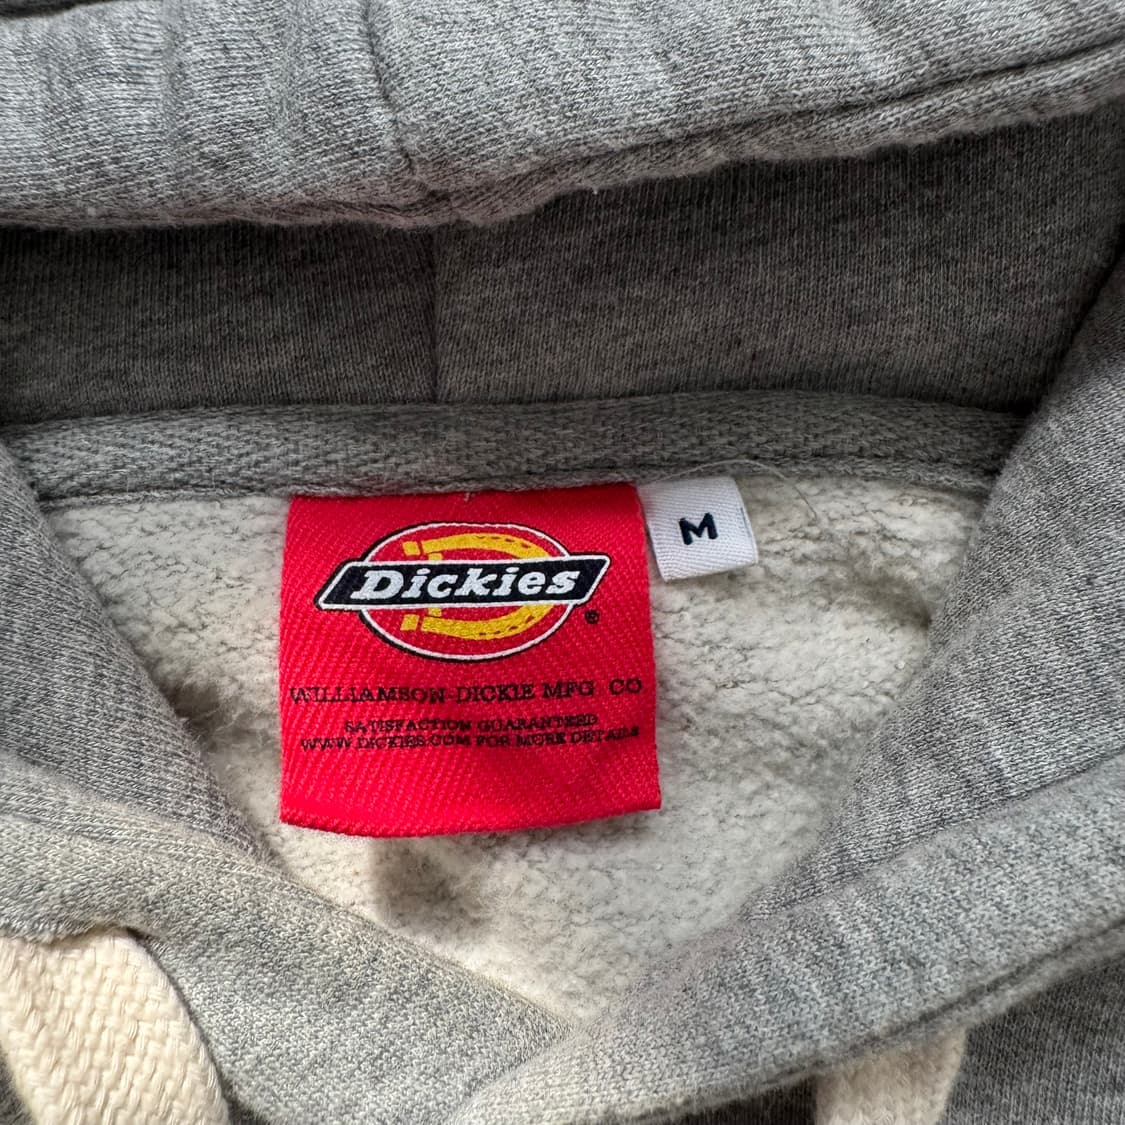 Dickies
®
M
WILLIAMSON-DICKIE MFG CO
SATISFACTION GUARANTEED
WWW.DICKIES.COM FOR MORE DETAILS